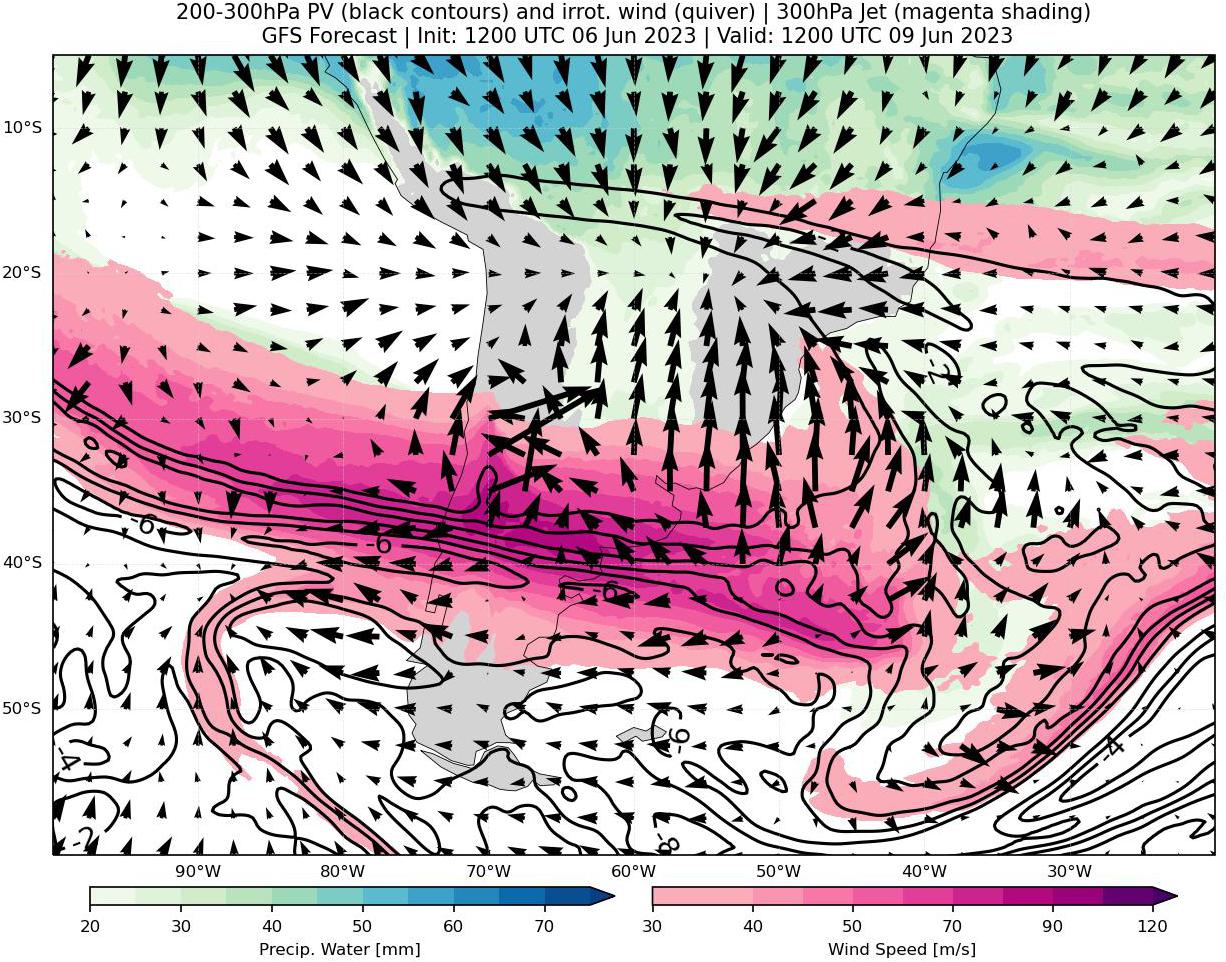 200-300hPa PV (black contours) and irrot. wind (quiver) | 300hPa Jet (magenta shading)
GFS Forecast | Init: 1200 UTC 06 Jun 2023 | Valid: 1200 UTC 09 Jun 2023
10°S
20°S
-2
30°S
-6
-6
40°S
-6
50°S
-6
-4
-4
-2
-8
90°W 80°W 70°W 60°W 50°W 40°W 30°W
20 30 40 50 60 70
30 40 50 70 90 120
Precip. Water [mm]
Wind Speed [m/s]